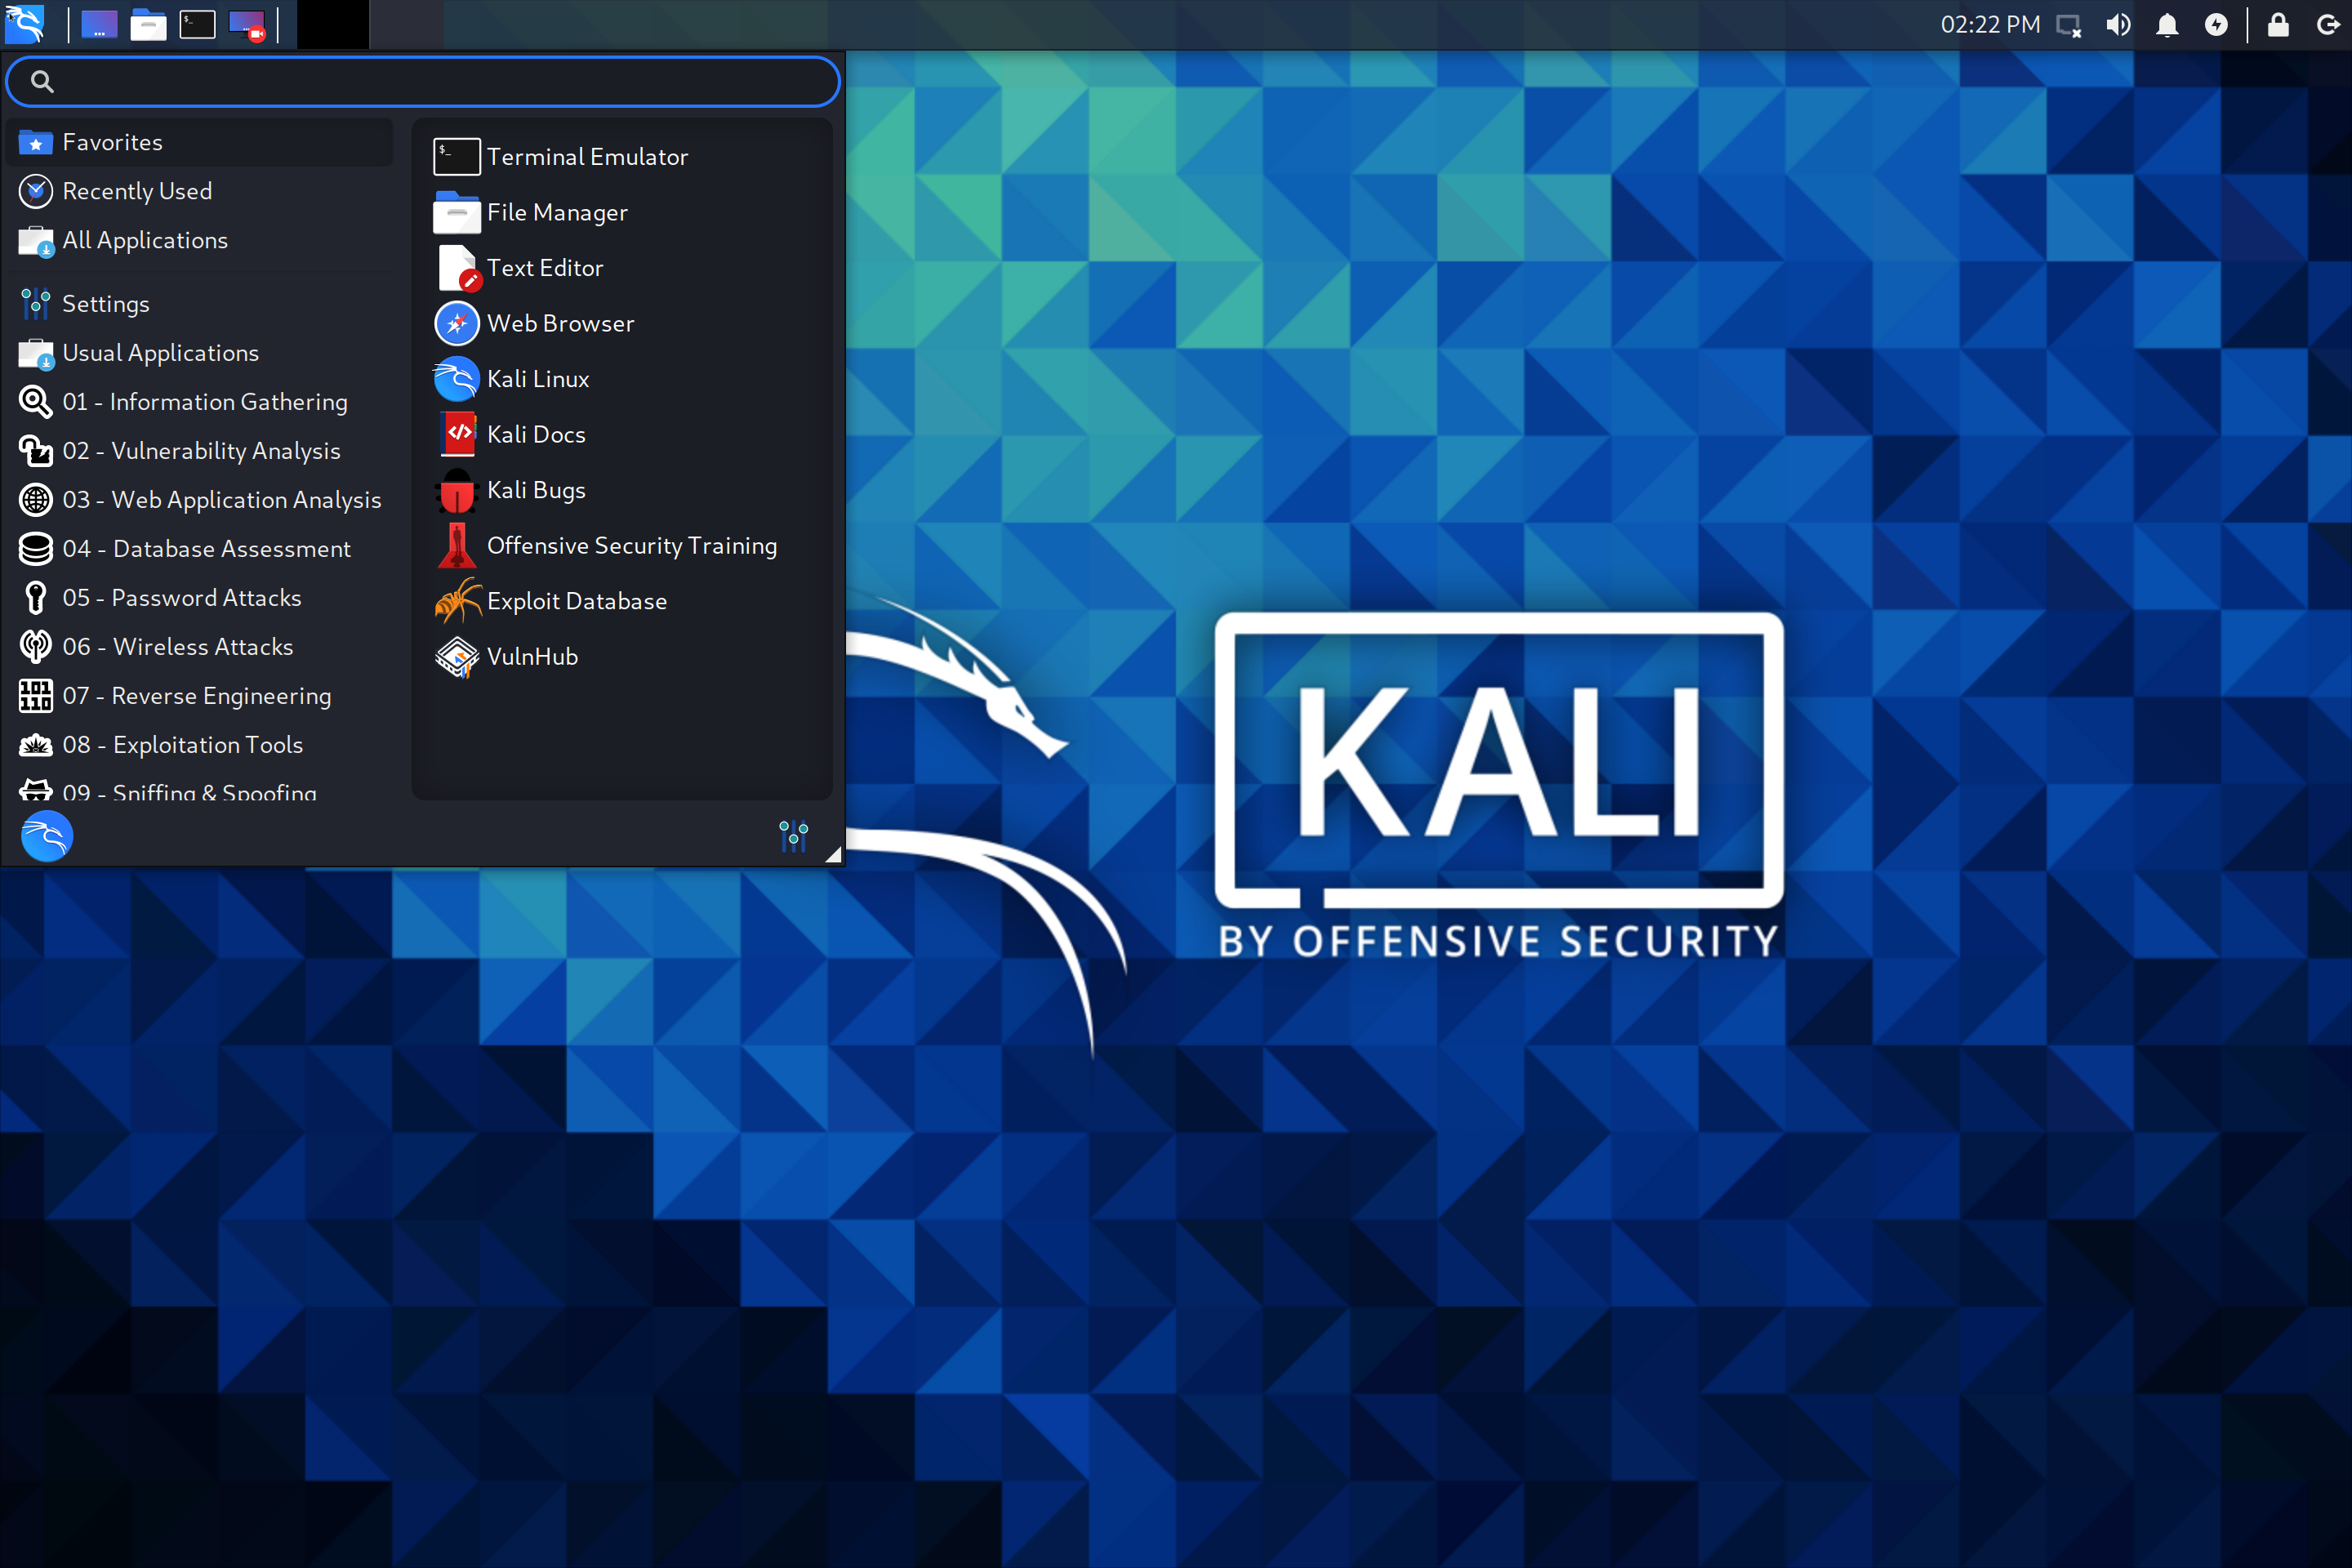 02:22 PM
Favorites
Recently Used
All Applications
Settings
Usual Applications
01 - Information Gathering
02 - Vulnerability Analysis
03 - Web Application Analysis
04 - Database Assessment
05 - Password Attacks
06 - Wireless Attacks
07 - Reverse Engineering
08 - Exploitation Tools
09 - Sniffing & Spoofing
Terminal Emulator
File Manager
Text Editor
Web Browser
Kali Linux
Kali Docs
Kali Bugs
Offensive Security Training
Exploit Database
VulnHub
KALI
BY OFFENSIVE SECURITY